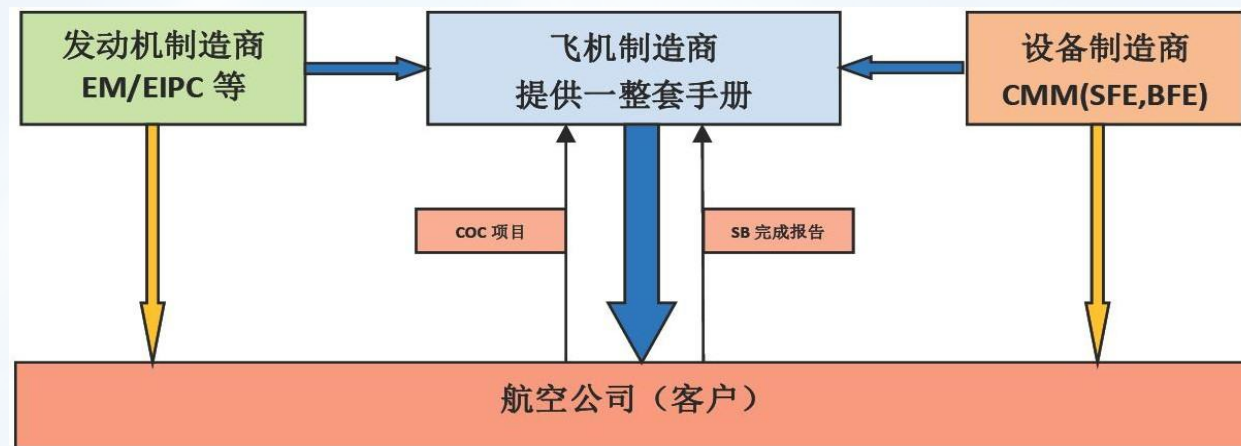 发动机制造商
EM/EIPC 等
飞机制造商
提供一整套手册
设备制造商
CMM(SFE,BFE)
COC 项目
SB 完成报告
航空公司（客户）